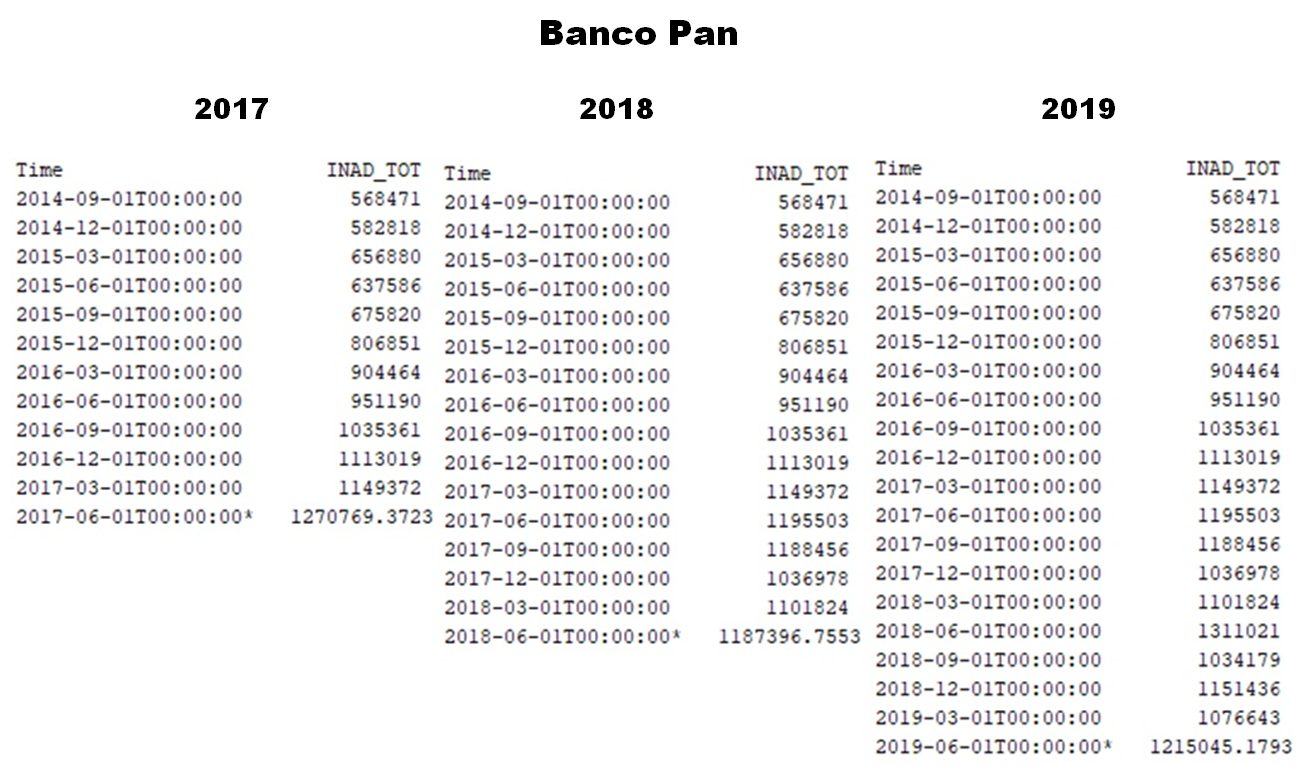 Banco Pan
2017
Time INAD_TOT
2014-09-01T00:00:00 568471
2014-12-01T00:00:00 582818
2015-03-01T00:00:00 656880
2015-06-01T00:00:00 637586
2015-09-01T00:00:00 675820
2015-12-01T00:00:00 806851
2016-03-01T00:00:00 904464
2016-06-01T00:00:00 951190
2016-09-01T00:00:00 1035361
2016-12-01T00:00:00 1113019
2017-03-01T00:00:00 1149372
2017-06-01T00:00:00* 1270769.3723
2018
Time INAD_TOT
2014-09-01T00:00:00 568471
2014-12-01T00:00:00 582818
2015-03-01T00:00:00 656880
2015-06-01T00:00:00 637586
2015-09-01T00:00:00 675820
2015-12-01T00:00:00 806851
2016-03-01T00:00:00 904464
2016-06-01T00:00:00 951190
2016-09-01T00:00:00 1035361
2016-12-01T00:00:00 1113019
2017-03-01T00:00:00 1149372
2017-06-01T00:00:00 1195503
2017-09-01T00:00:00 1188456
2017-12-01T00:00:00 1036978
2018-03-01T00:00:00 1101824
2018-06-01T00:00:00* 1187396.7553
2019
Time INAD_TOT
2014-09-01T00:00:00 568471
2014-12-01T00:00:00 582818
2015-03-01T00:00:00 656880
2015-06-01T00:00:00 637586
2015-09-01T00:00:00 675820
2015-12-01T00:00:00 806851
2016-03-01T00:00:00 904464
2016-06-01T00:00:00 951190
2016-09-01T00:00:00 1035361
2016-12-01T00:00:00 1113019
2017-03-01T00:00:00 1149372
2017-06-01T00:00:00 1195503
2017-09-01T00:00:00 1188456
2017-12-01T00:00:00 1036978
2018-03-01T00:00:00 1101824
2018-06-01T00:00:00 1311021
2018-09-01T00:00:00 1034179
2018-12-01T00:00:00 1151436
2019-03-01T00:00:00 1076643
2019-06-01T00:00:00* 1215045.1793